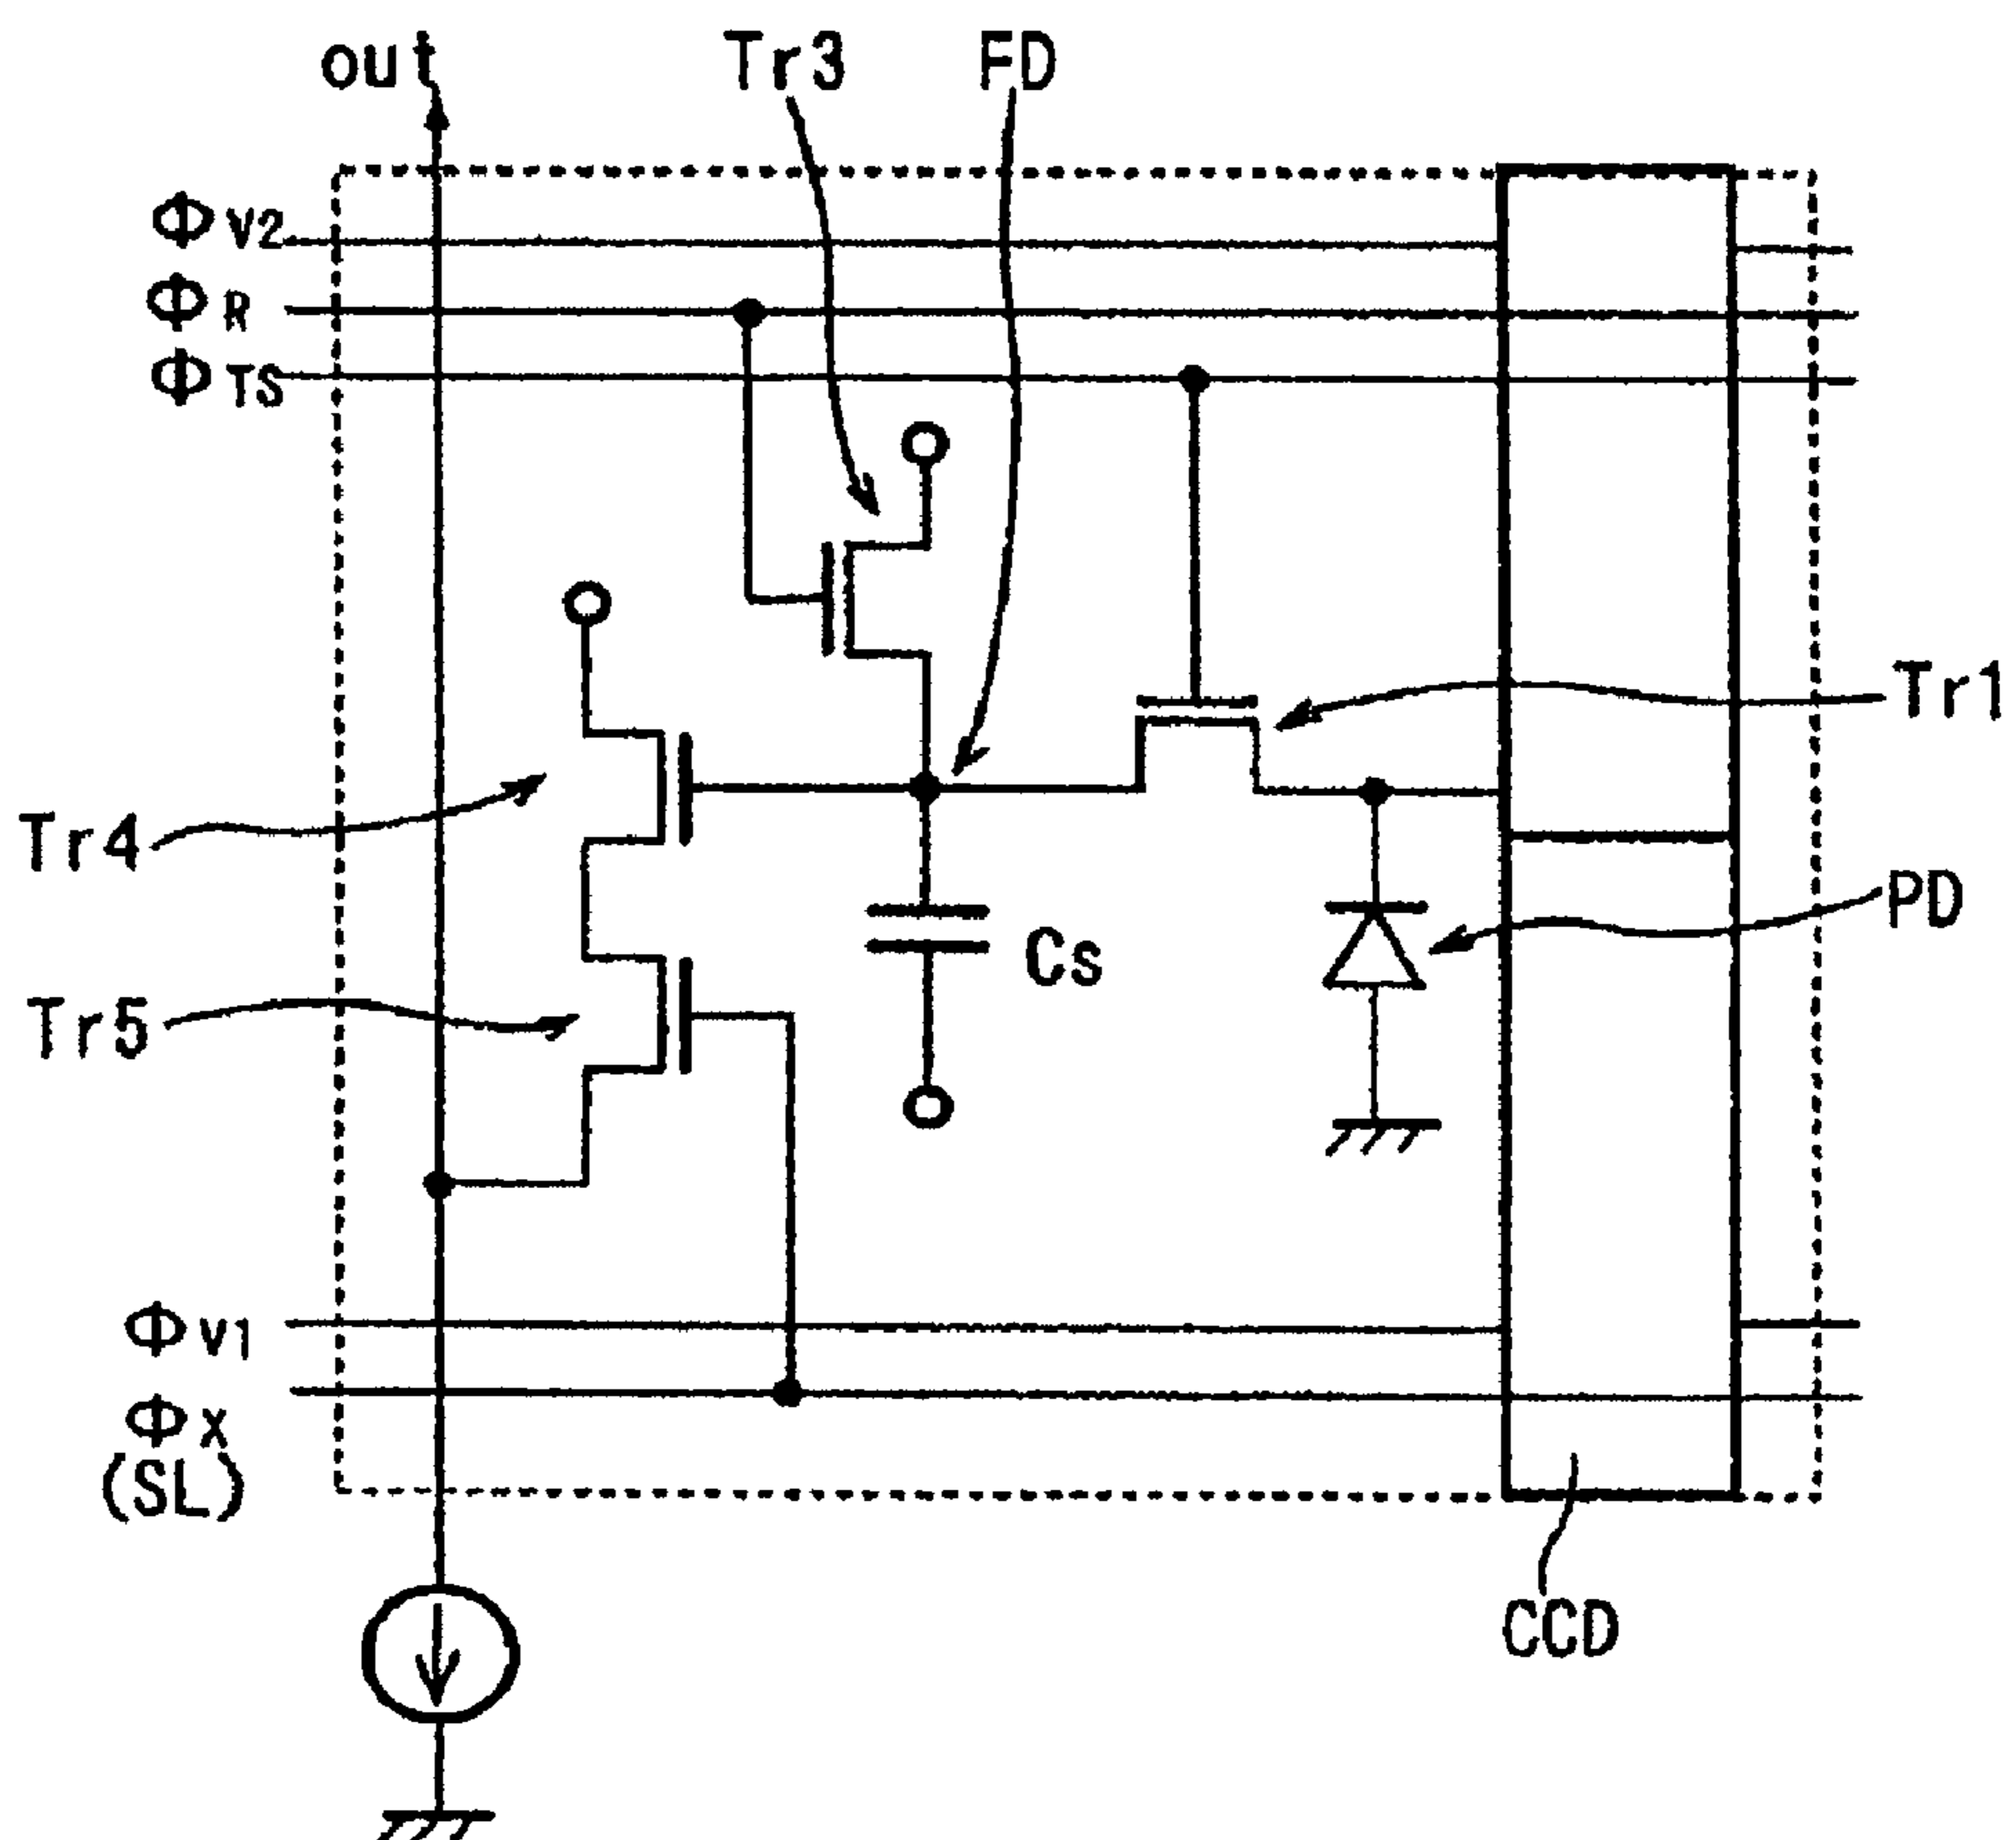 out
Tr3
FD
ΦV2
ΦR
ΦTS
Tr1
Tr4
PD
Cs
Tr5
ΦV1
ΦX
(SL)
CCD